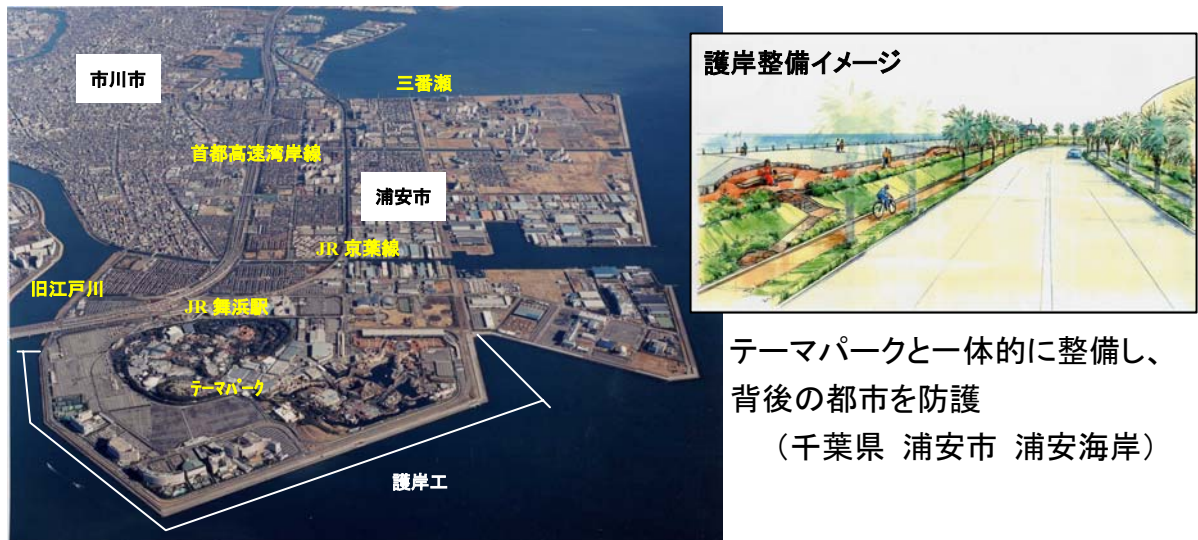 市川市
三番瀬
首都高速湾岸線
浦安市
JR 京葉線
旧江戸川
JR 舞浜駅
テーマパーク
護岸工
護岸整備イメージ
テーマパークと一体的に整備し、
背後の都市を防護
（千葉県 浦安市 浦安海岸）